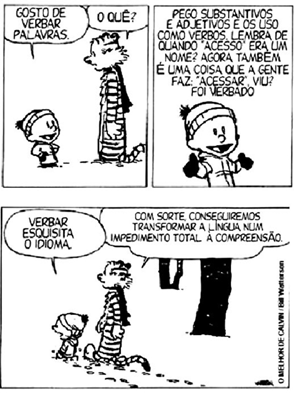 GOSTO DE
VERBAR
PALAVRAS.
O QUÊ?
PEGO SUBSTANTIVOS
E ADJETIVOS E OS USO
COMO VERBOS. LEMBRA DE
QUANDO "ACESSO" ERA UM
NOME? AGORA TAMBÉM
É UMA COISA QUE A GENTE
FAZ. "ACESSAR", VIU?
FOI VERBADO
VERBAR
ESQUISITA
O IDIOMA.
COM SORTE, CONSEGUIREMOS
TRANSFORMAR A LÍNGUA NUM
IMPEDIMENTO TOTAL À COMPREENSÃO.
O MELHOR DE CALVIN / Bill Watterson